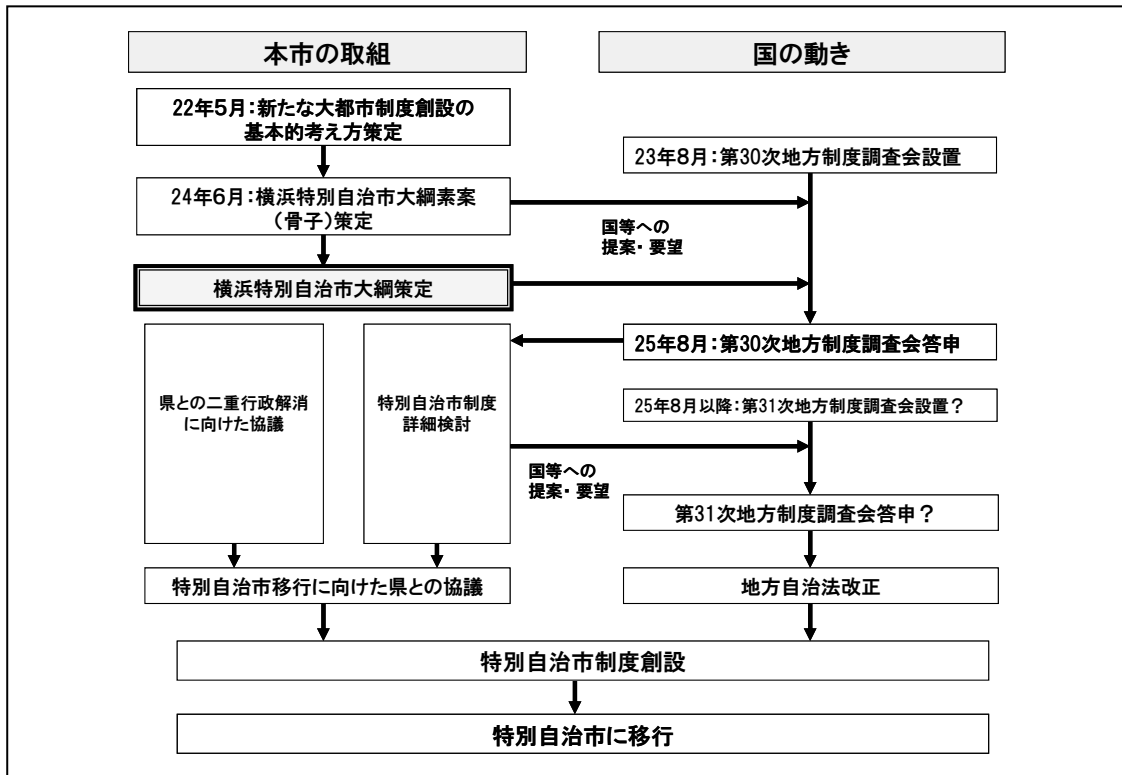 本市の取組
国の動き
22年5月：新たな大都市制度創設の
基本的考え方策定
23年8月：第30次地方制度調査会設置
24年6月：横浜特別自治市大綱素案
（骨子）策定
国等への
提案・要望
横浜特別自治市大綱策定
25年8月：第30次地方制度調査会答申
県との二重行政解消
に向けた協議
特別自治市制度
詳細検討
25年8月以降：第31次地方制度調査会設置？
国等への
提案・要望
第31次地方制度調査会答申？
特別自治市移行に向けた県との協議
地方自治法改正
特別自治市制度創設
特別自治市に移行